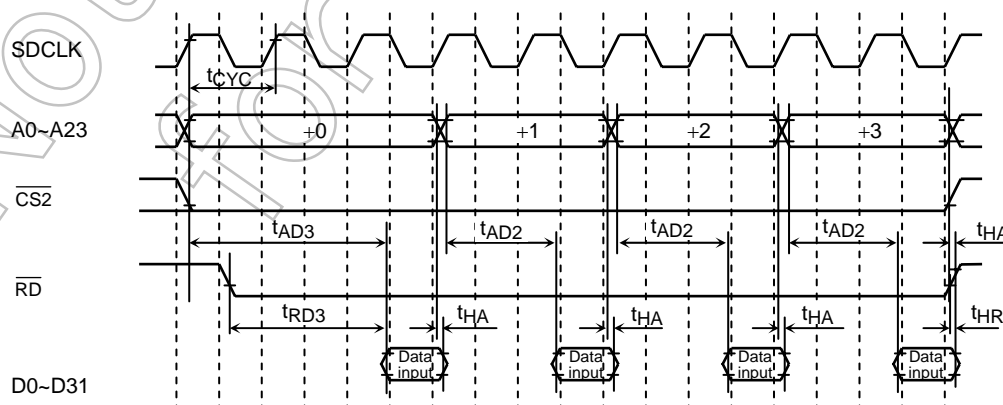 SDCLK
tCYC
A0~A23
+0
+1
+2
+3
CS2
tAD3
tAD2
tAD2
tAD2
tHA
RD
tRD3
tHA
tHA
tHA
tHR
Data input
Data input
Data input
Data input
D0~D31
for